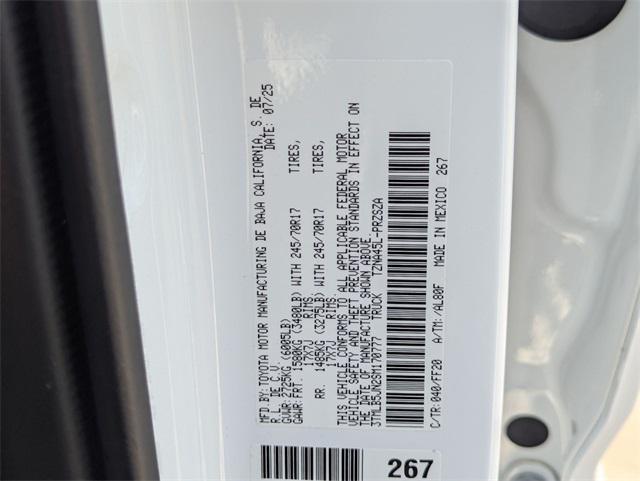 MFD.BY:TOYOTA MOTOR MANUFACTURING DE BAJA CALIFORNIA, S. DE
R.L. DE C.V. DATE: 07/25
GVWR:2725KG (6005LB)
GAWR:FRT. 1580KG (3480LB) WITH 245/70R17 TIRES,
17X7J RIMS
RR. 1485KG (3275LB) WITH 245/70R17 TIRES,
17X7J RIMS.
THIS VEHICLE CONFORMS TO ALL APPLICABLE FEDERAL MOTOR
VEHICLE SAFETY AND THEFT PREVENTION STANDARDS IN EFFECT ON
THE DATE OF MANUFACTURE SHOWN ABOVE.
3TMLB5JN2SM170777 TRUCK TZNA45L-PRZSZA
C/TR:040/FF20 A/TM:/AL80F MADE IN MEXICO 267
267